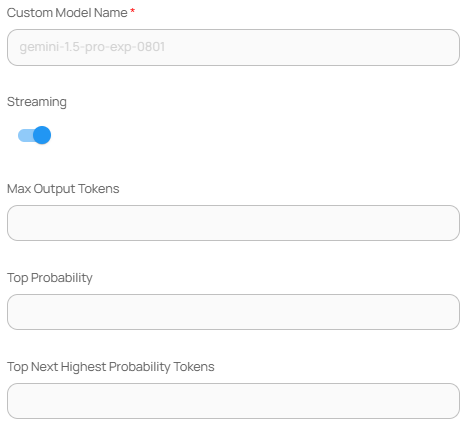 Custom Model Name *
gemini-1.5-pro-exp-0801
Streaming
Max Output Tokens
Top Probability
Top Next Highest Probability Tokens